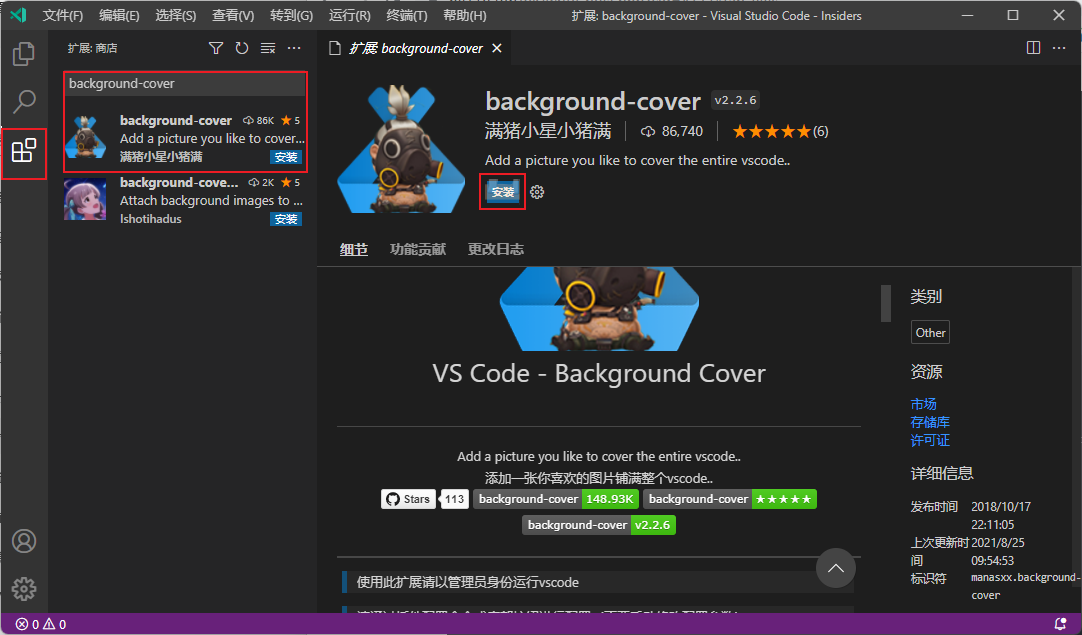 文件(F) 编辑(E) 选择(S) 查看(V) 转到(G) 运行(R) 终端(T) 帮助(H) 扩展: background-cover - Visual Studio Code - Insiders
扩展: 商店
background-cover
background-cover 86K ★ 5
Add a picture you like to cover...
满猪小星小猪满 安装
background-cove... 2K ★ 5
Attach background images to ...
Ishotihadus 安装
扩展 background-cover
background-cover v2.2.6
满猪小星小猪满 86,740 ★★★★★(6)
Add a picture you like to cover the entire vscode..
安装
细节 功能贡献 更改日志
VS Code - Background Cover
Add a picture you like to cover the entire vscode..
添加一张你喜欢的图片铺满整个vscode..
Stars 113 background-cover 148.93K background-cover ★★★★★
background-cover v2.2.6
使用此扩展请以管理员身份运行vscode
类别
Other
资源
市场
存储库
许可证
详细信息
发布时间 2018/10/17
22:11:05
上次更新时 2021/8/25
间 09:54:53
标识符 manasxx.background-
cover
0 0